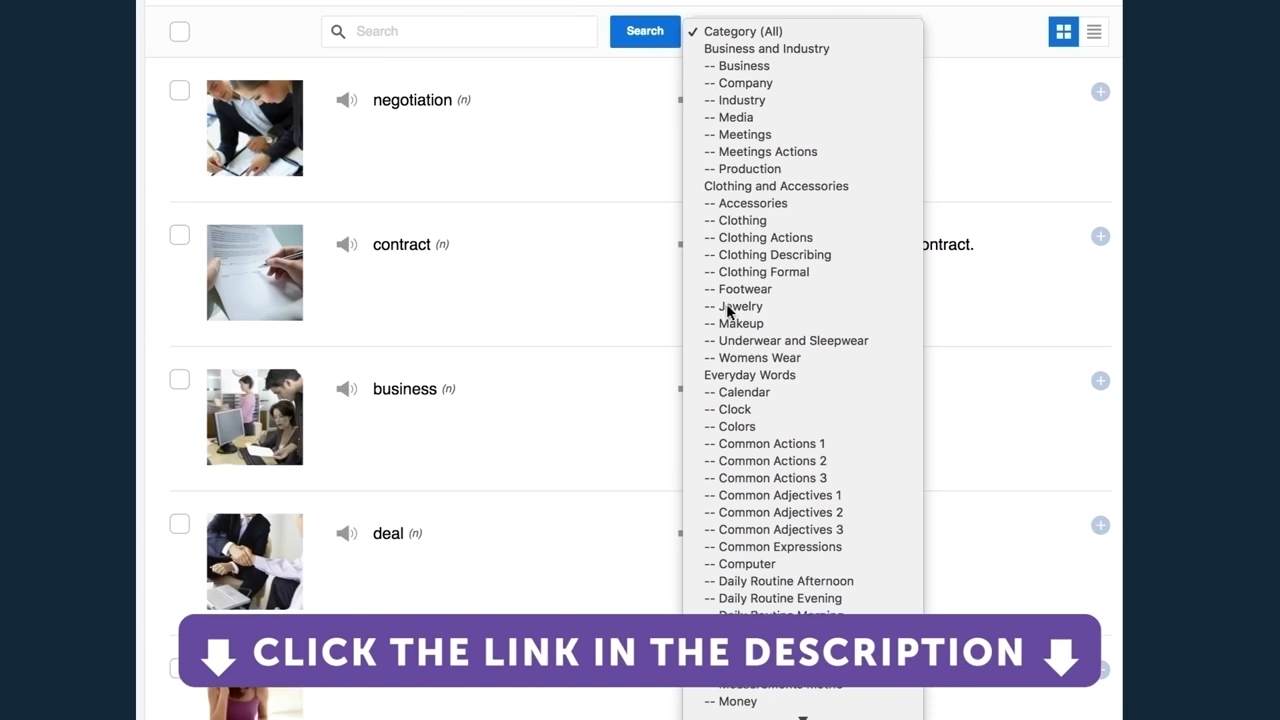 Search
Search
✓ Category (All)
Business and Industry
-- Business
-- Company
-- Industry
-- Media
-- Meetings
-- Meetings Actions
-- Production
Clothing and Accessories
-- Accessories
-- Clothing
-- Clothing Actions
-- Clothing Describing
-- Clothing Formal
-- Footwear
-- Jewelry
-- Makeup
-- Underwear and Sleepwear
-- Womens Wear
Everyday Words
-- Calendar
-- Clock
-- Colors
-- Common Actions 1
-- Common Actions 2
-- Common Actions 3
-- Common Adjectives 1
-- Common Adjectives 2
-- Common Adjectives 3
-- Common Expressions
-- Computer
-- Daily Routine Afternoon
-- Daily Routine Evening
-- Daily Routine Morning
-- Money
negotiation (n)
contract (n)
ontract.
business (n)
deal (n)
CLICK THE LINK IN THE DESCRIPTION